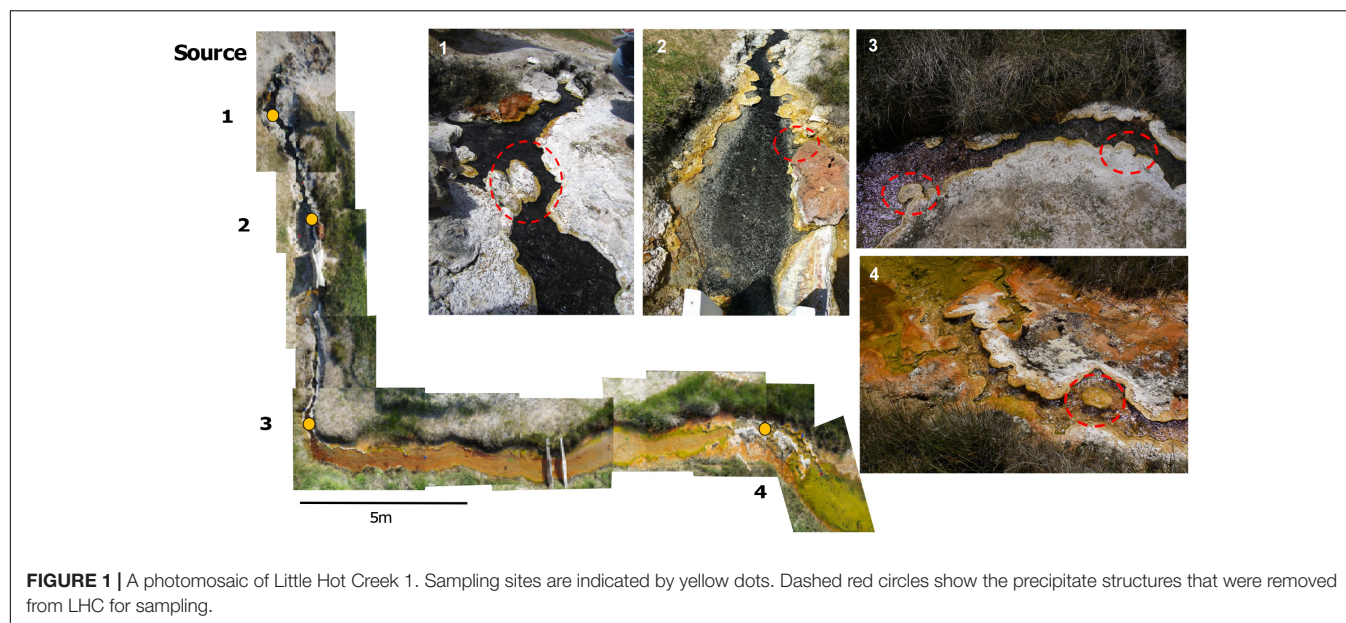 Source
1
2
3
4
5m
1
2
3
4
FIGURE 1 | A photomosaic of Little Hot Creek 1. Sampling sites are indicated by yellow dots. Dashed red circles show the precipitate structures that were removed
from LHC for sampling.